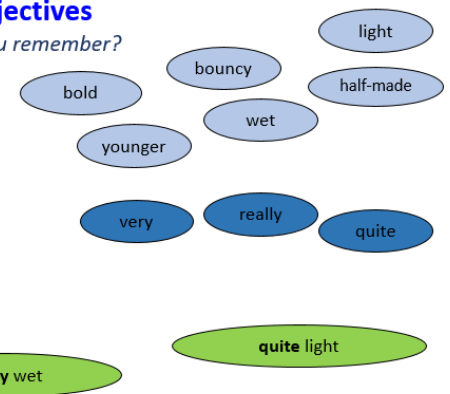 jectives
u remember?
light
bouncy
half-made
bold
wet
younger
very
really
quite
quite light
y wet